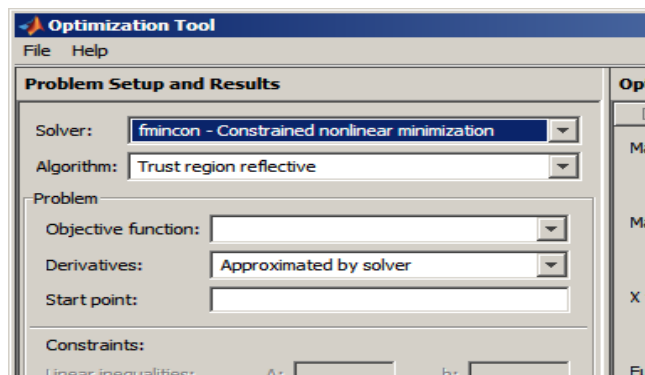 Optimization Tool
File Help
Problem Setup and Results
Op
Solver: fmincon - Constrained nonlinear minimization
Algorithm: Trust region reflective
Ma
Problem
Objective function:
Ma
Derivatives: Approximated by solver
Start point:
X
Constraints:
Linear inequalities: A: b:
Fu